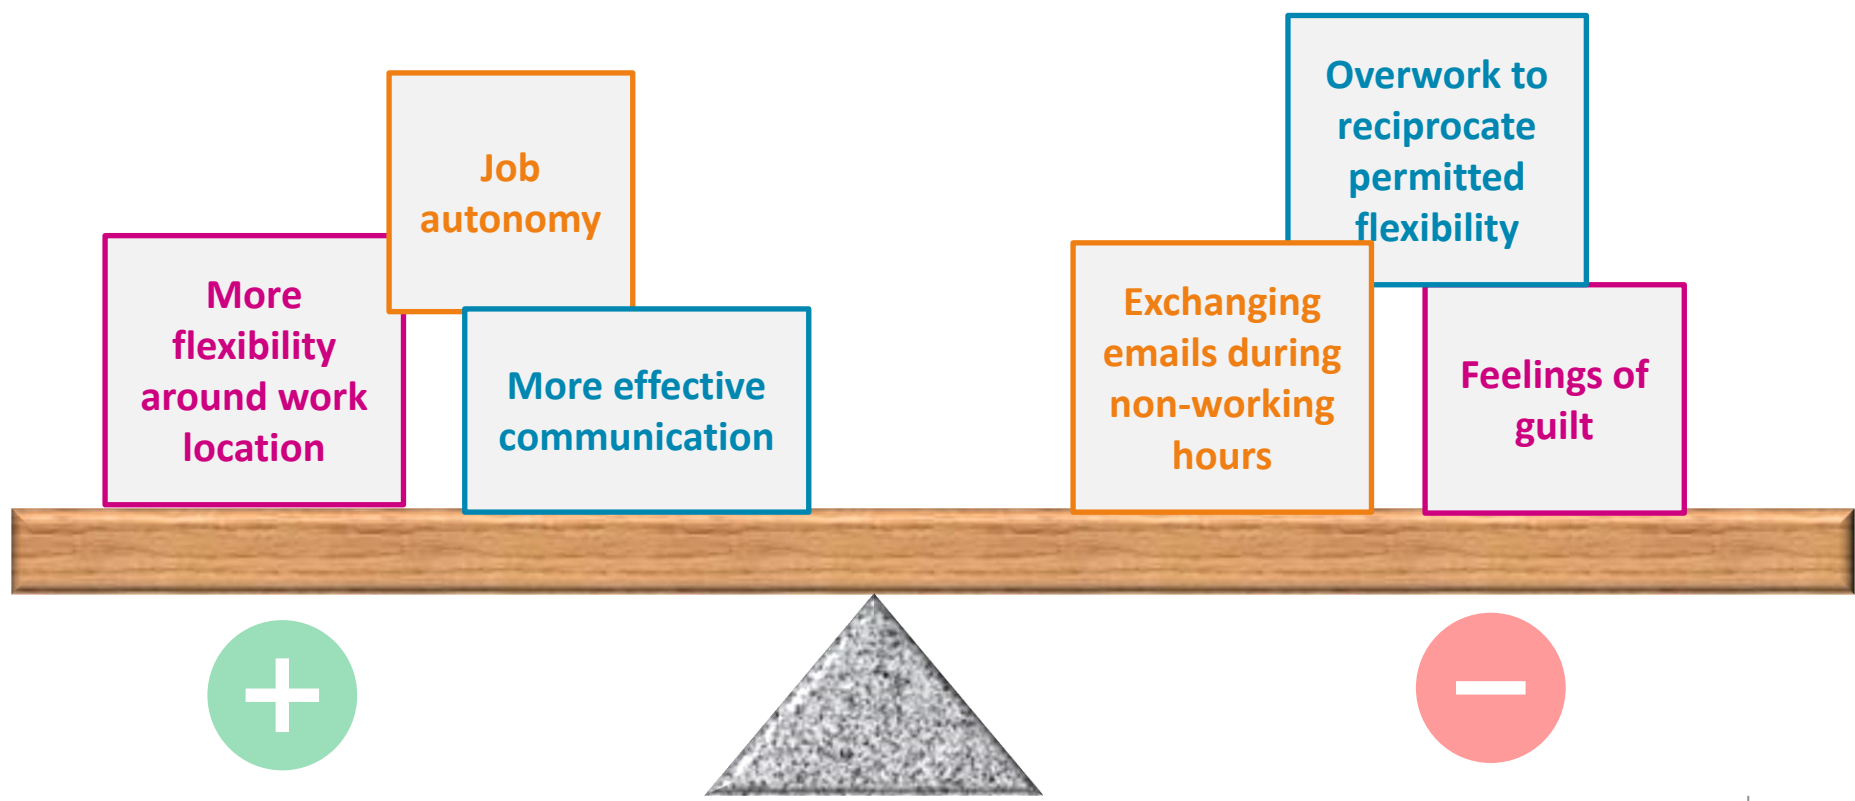 Job
autonomy
More
flexibility
around work
location
More effective
communication
Overwork to
reciprocate
permitted
flexibility
Exchanging
emails during
non-working
hours
Feelings of
guilt